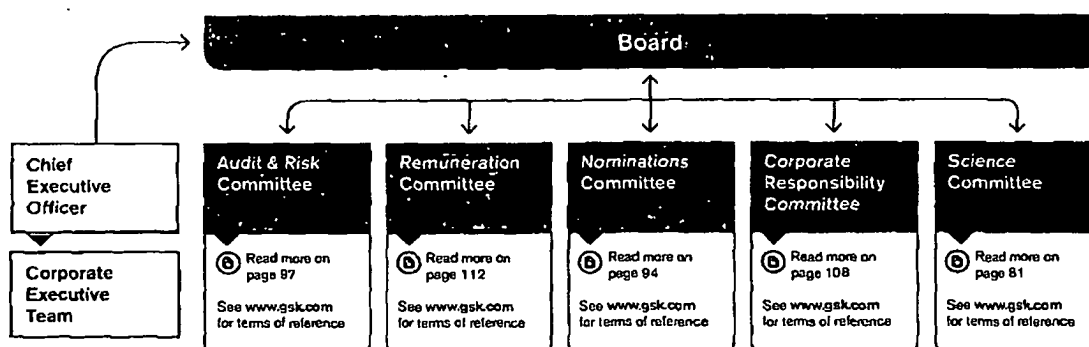 Board
Chief
Executive
Officer
Corporate
Executive
Team
Audit & Risk
Committee
Read more on
page 97
See www.gsk.com
for terms of reference
Remuneration
Committee
Read more on
page 112
See www.gsk.com
for terms of reference
Nominations
Committee
Read more on
page 94
See www.gsk.com
for terms of reference
Corporate
Responsibility
Committee
Read more on
page 108
See www.gsk.com
for terms of reference
Science
Committee
Read more on
page 81
See www.gsk.com
for terms of reference